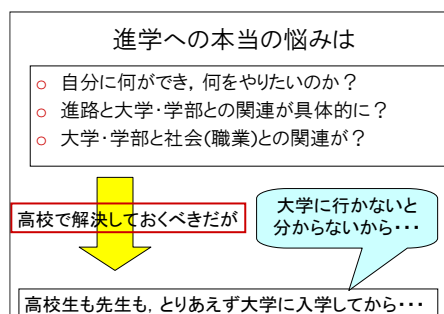 進学への本当の悩みは
○ 自分に何ができ，何をやりたいのか？
○ 進路と大学・学部との関連が具体的に？
○ 大学・学部と社会(職業)との関連が？
高校で解決しておくべきだが
大学に行かないと
分からないから・・・
高校生も先生も，とりあえず大学に入学してから・・・